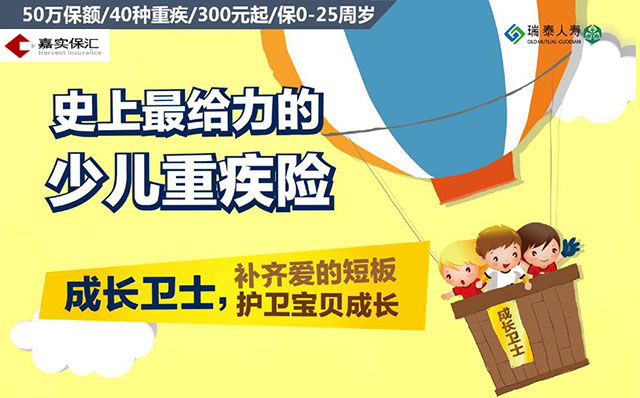 50万保额/40种重疾/300元起/保0-25周岁
嘉实保汇
Harvest Insurance
瑞泰人寿
OLDMUTUAL-GUODIAN
史上最给力的
少儿重疾险
成长卫士，
补齐爱的短板
护卫宝贝成长
成长卫士